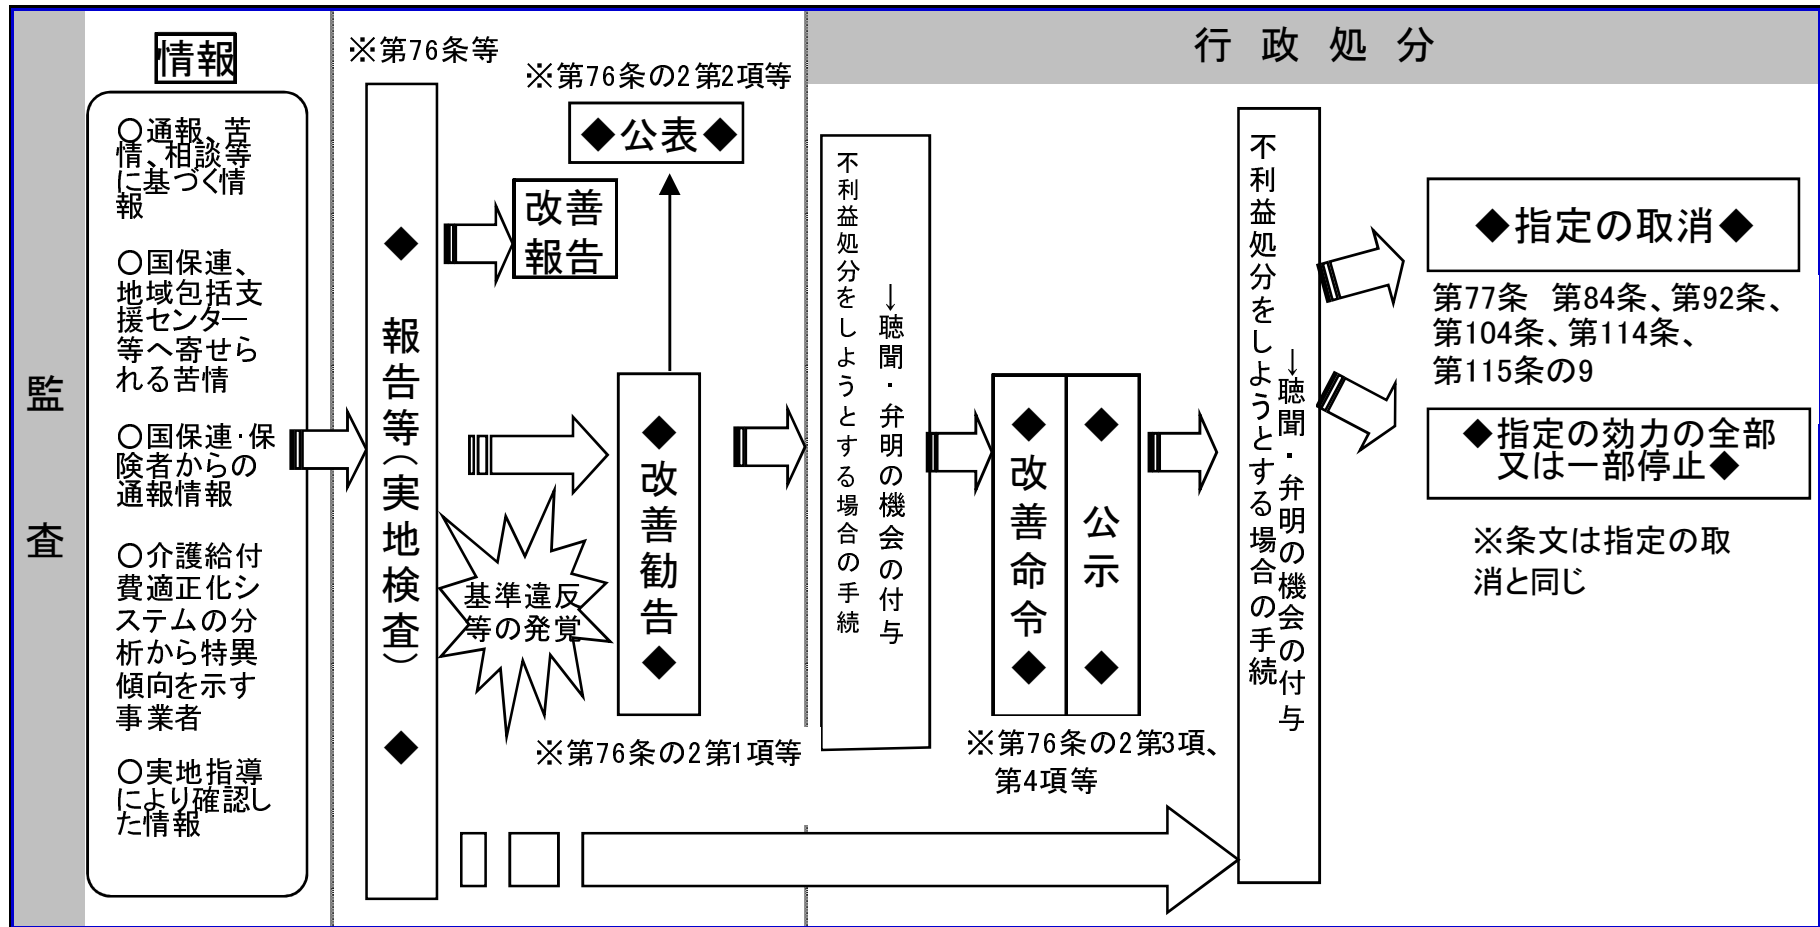 監査
情報
○通報、苦
情、相談等
に基づく情
報
○国保連、
地域包括支
援センター
等へ寄せら
れる苦情
○国保連・保
険者からの
通報情報
○介護給付
費適正化シ
ステムの分
析から特異
傾向を示す
事業者
○実地指導
により確認し
た情報
※第76条等
◆報告等(実地検査)◆
改善
報告
※第76条の2第2項等
◆公表◆
基準違反
等の発覚
◆改善勧告◆
※第76条の2第1項等
行政処分
不利益処分をしようとする場合の手続
→聴聞・弁明の機会の付与
◆改善命令◆
◆公示◆
※第76条の2第3項、
第4項等
不利益処分をしようとする場合の手続
→聴聞・弁明の機会の付与
◆指定の取消◆
第77条 第84条、第92条、
第104条、第114条、
第115条の9
◆指定の効力の全部
又は一部停止◆
※条文は指定の取
消と同じ